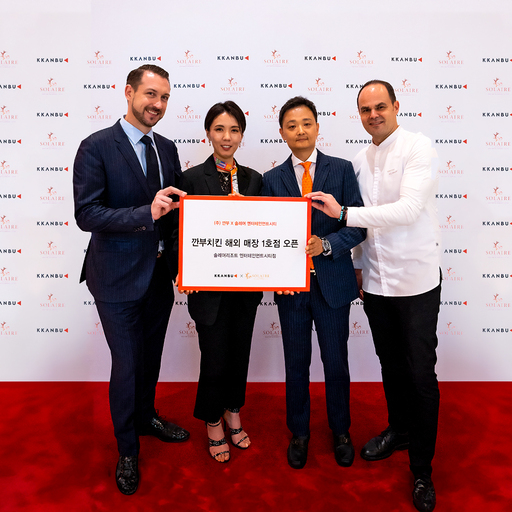 (주) 깐부 X 솔레어 엔터테인먼트시티
깐부치킨 해외 매장 1호점 오픈
솔레어리조트 엔터테인먼트시티점
KKANBU X SOLAIRE
KKANBU
SOLAIRE